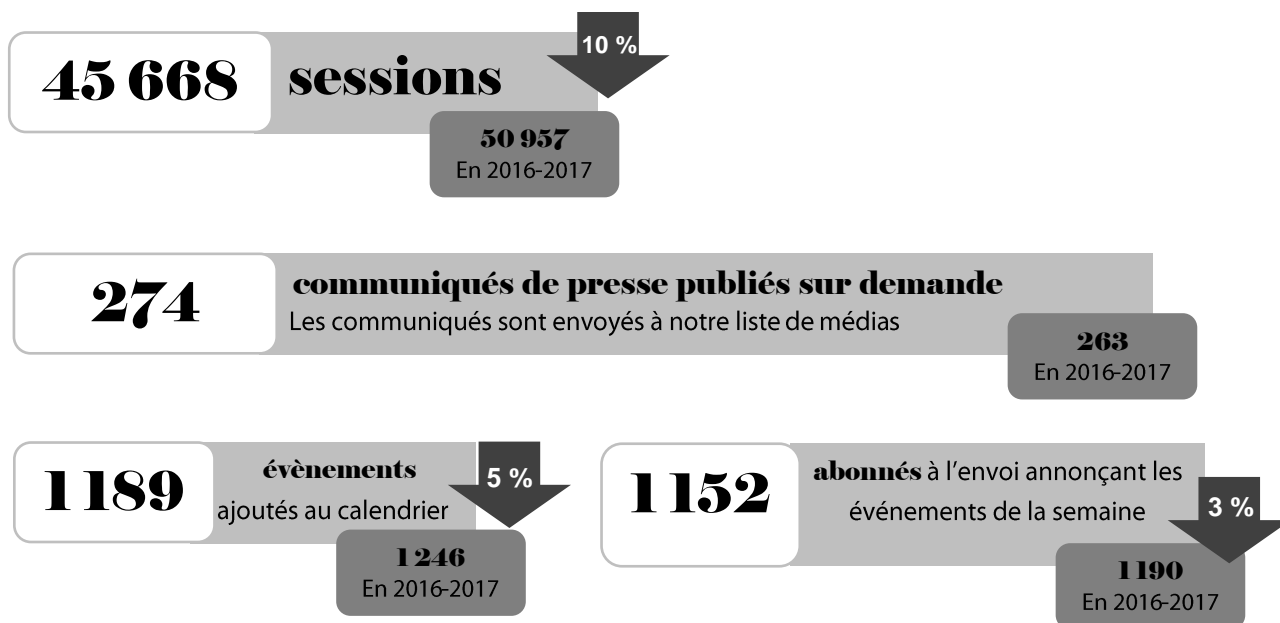 45 668 sessions
10 %
50 957
En 2016-2017
274
communiqués de presse publiés sur demande
Les communiqués sont envoyés à notre liste de médias
263
En 2016-2017
1 189
évènements
ajoutés au calendrier
5 %
1 246
En 2016-2017
1 152
abonnés à l’envoi annonçant les
événements de la semaine
3 %
1 190
En 2016-2017